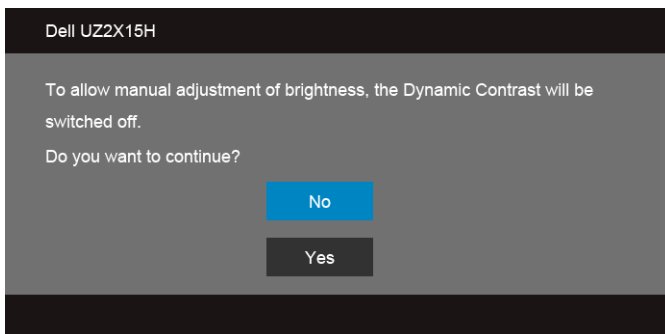 Dell UZ2X15H
To allow manual adjustment of brightness, the Dynamic Contrast will be
switched off.
Do you want to continue?
No
Yes